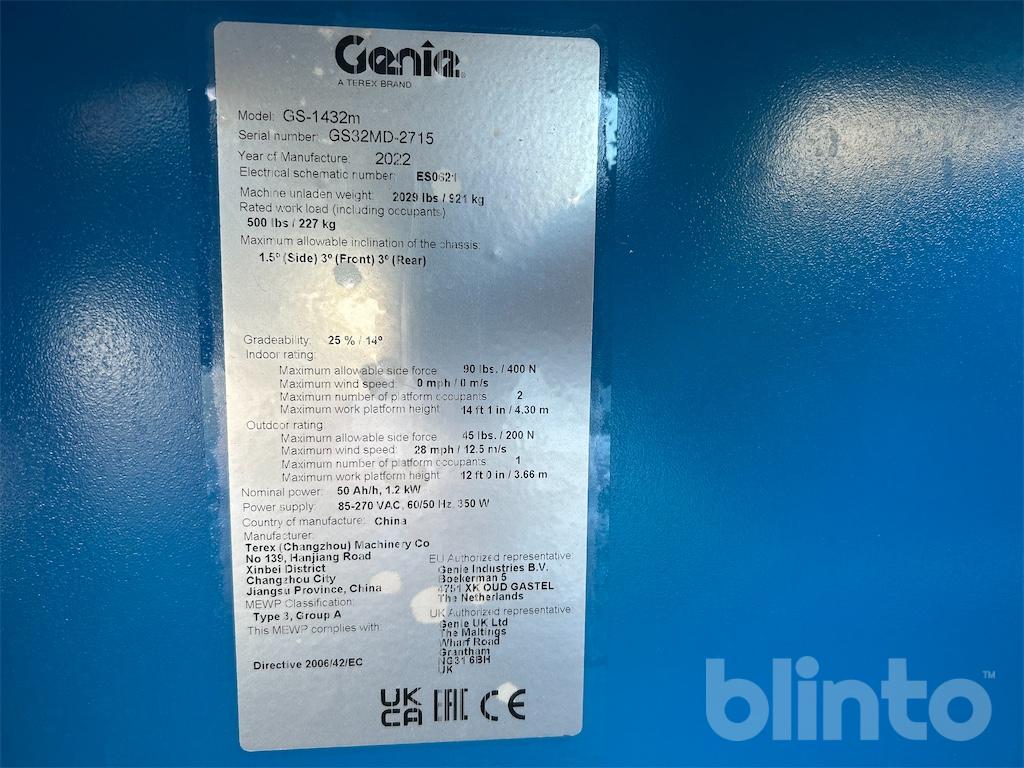 Genie®
A TEREX BRAND
Model: GS-1432m
Serial number: GS32MD-2715
Year of Manufacture: 2022
Electrical schematic number: ES0621
Machine unladen weight: 2029 lbs / 921 kg
Rated work load (including occupants)
500 lbs / 227 kg
Maximum allowable inclination of the chassis:
1.5º (Side) 3º (Front) 3º (Rear)
Gradeability: 25 % / 14º
Indoor rating:
Maximum allowable side force: 90 lbs. / 400 N
Maximum wind speed: 0 mph / 0 m/s
Maximum number of platform occupants: 2
Maximum work platform height: 14 ft 1 in / 4.30 m
Outdoor rating:
Maximum allowable side force: 45 lbs. / 200 N
Maximum wind speed: 28 mph / 12.5 m/s
Maximum number of platform occupants: 1
Maximum work platform height: 12 ft 0 in / 3.66 m
Nominal power: 50 Ah/h, 1.2 kW
Power supply: 85-270 VAC, 60/50 Hz, 350 W
Country of manufacture: China
Manufacturer:
Terex (Changzhou) Machinery Co
No 139, Hanjiang Road
Xinbei District
Changzhou City
Jiangsu Province, China
MEWP Classification:
Type 3, Group A
This MEWP complies with:
Directive 2006/42/EC
EU Authorized representative:
Genie Industries B.V.
Boekerman 5
4751 XK OUD GASTEL
The Netherlands
UK Authorized representative:
Genie UK Ltd
The Maltings
Wharf Road
Grantham
NG31 6BH
UK
UK
CA EAC CE
blinto™